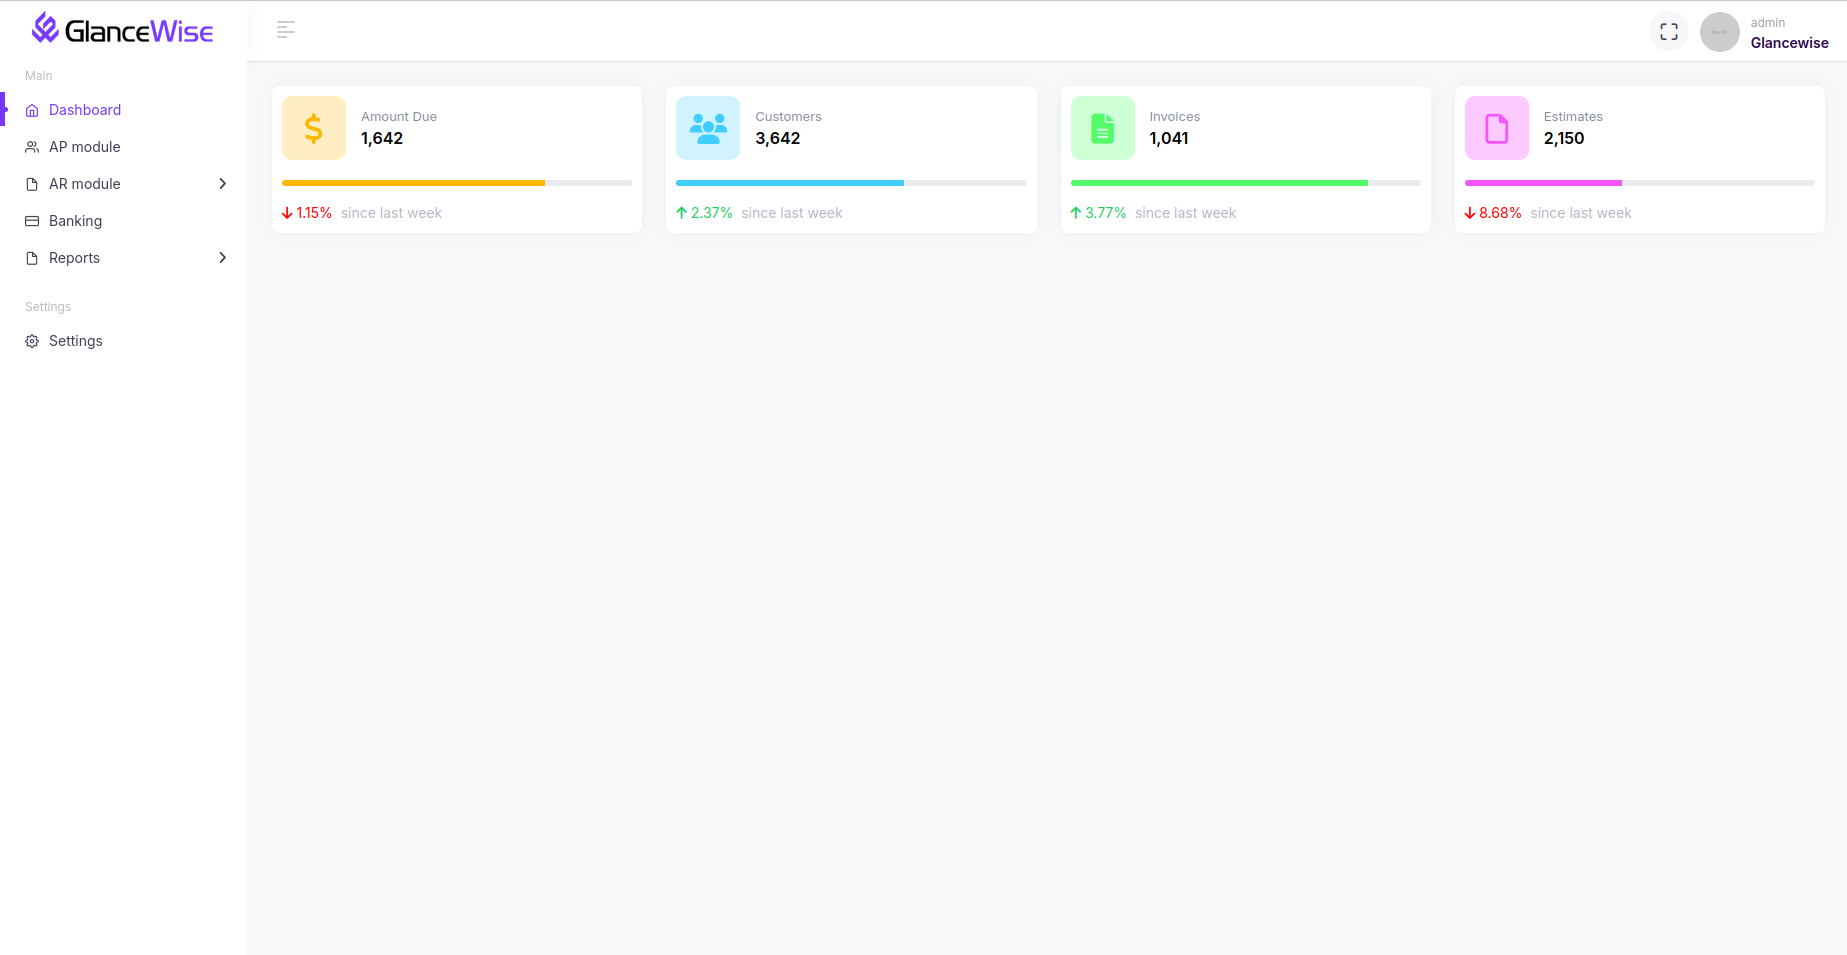 GlanceWise
admin
Glancewise
Main
Dashboard
AP module
AR module
Banking
Reports
Settings
Settings
Amount Due
1,642
1.15% since last week
Customers
3,642
2.37% since last week
Invoices
1,041
3.77% since last week
Estimates
2,150
8.68% since last week